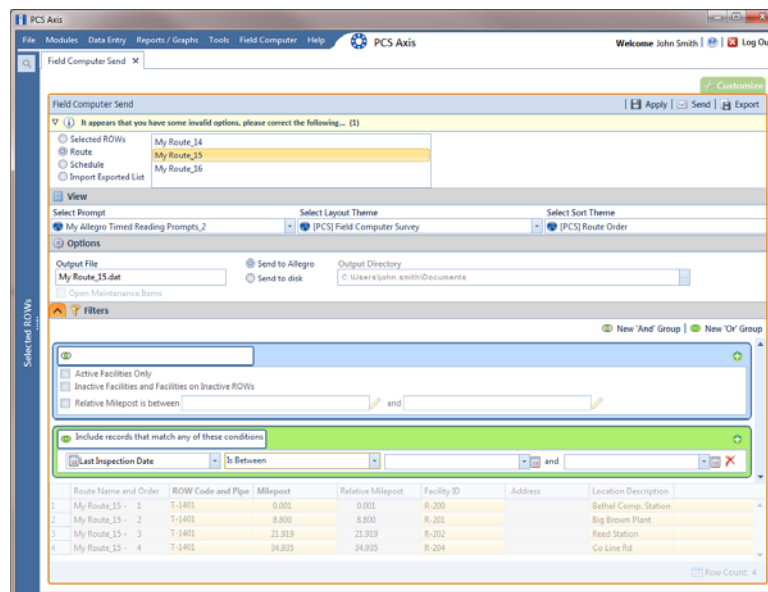 PCS Axis
File Modules Data Entry Reports / Graphs Tools Field Computer Help PCS Axis Welcome John Smith | | Log Ou
Field Computer Send
Customize
Field Computer Send | Apply | Send | Export
It appears that you have some invalid options, please correct the following... (1)
Selected ROWs
Route
Schedule
Import Exported List
My Route_14
My Route_15
My Route_16
View
Select Prompt Select Layout Theme Select Sort Theme
My Allegro Timed Reading Prompts_2 [PCS] Field Computer Survey [PCS] Route Order
Options
Output File Send to Allegro Output Directory
My Route_15.dat Send to disk C:\Users\john.smith\Documents
Open Maintenance Items
Selected ROWs
Filters
New 'And' Group | New 'Or' Group
Active Facilities Only
Inactive Facilities and Facilities on Inactive ROWs
Relative Milepost is between and
Include records that match any of these conditions
Last Inspection Date Is Between and
Route Name and Order ROW Code and Pipe Milepost Relative Milepost Facility ID Address Location Description
1 My Route_15 - 1 T-1401 0.001 0.001 R-200 Bethel Comp. Station
2 My Route_15 - 2 T-1401 8.800 8.800 R-201 Big Brown Plant
3 My Route_15 - 3 T-1401 21.919 21.919 R-202 Reed Station
4 My Route_15 - 4 T-1401 34.935 34.935 R-204 Co Line Rd
Row Count: 4